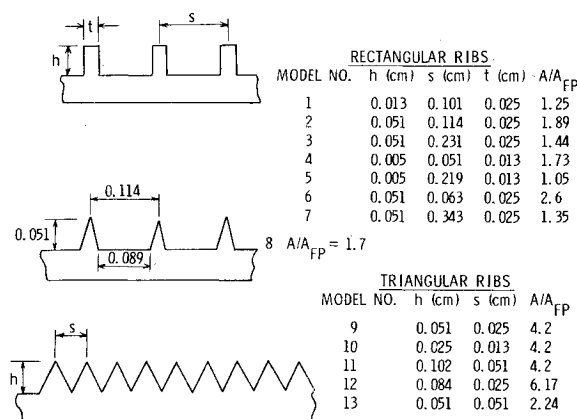 t
s
h
RECTANGULAR RIBS
MODEL NO. h (cm) s (cm) t (cm) A/A_FP
1 0.013 0.101 0.025 1.25
2 0.051 0.114 0.025 1.89
3 0.051 0.231 0.025 1.44
4 0.005 0.051 0.013 1.73
5 0.005 0.219 0.013 1.05
6 0.051 0.063 0.025 2.6
7 0.051 0.343 0.025 1.35
0.114
0.051
0.089
8 A/A_FP = 1.7
TRIANGULAR RIBS
MODEL NO. h (cm) s (cm) A/A_FP
9 0.051 0.025 4.2
10 0.025 0.013 4.2
11 0.102 0.051 4.2
12 0.084 0.025 6.17
13 0.051 0.051 2.24
s
h